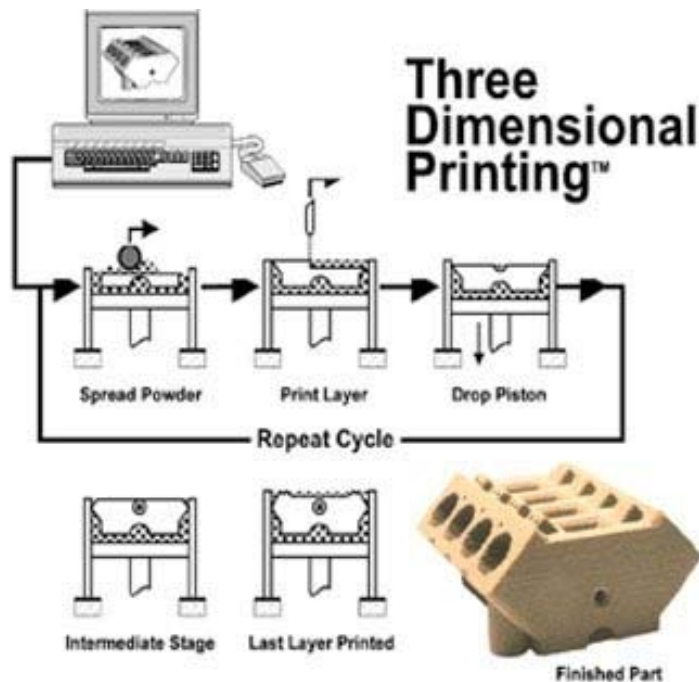 Three
Dimensional
Printing™
Spread Powder
Print Layer
Drop Piston
Repeat Cycle
Intermediate Stage
Last Layer Printed
Finished Part